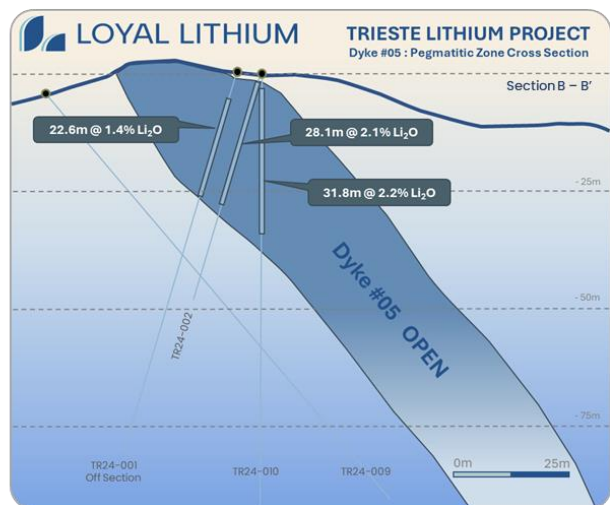 LOYAL LITHIUM
TRIESTE LITHIUM PROJECT
Dyke #05 : Pegmatitic Zone Cross Section
Section B – B'
22.6m @ 1.4% Li₂O
28.1m @ 2.1% Li₂O
31.8m @ 2.2% Li₂O
- 25m
Dyke #05 OPEN
- 50m
TR24-002
- 75m
TR24-001
Off Section
TR24-010
TR24-009
0m
25m